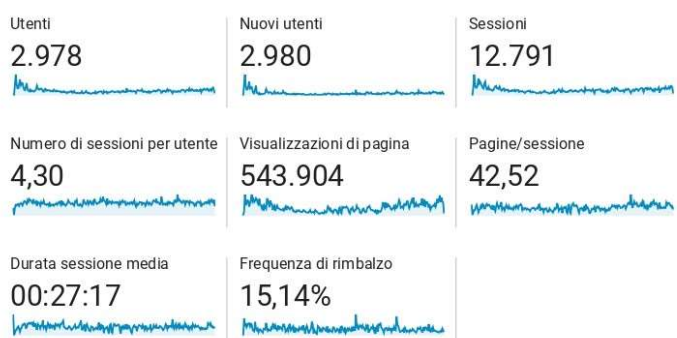 Utenti
2.978
Nuovi utenti
2.980
Sessioni
12.791
Numero di sessioni per utente
4,30
Visualizzazioni di pagina
543.904
Pagine/sessione
42,52
Durata sessione media
00:27:17
Frequenza di rimbalzo
15,14%